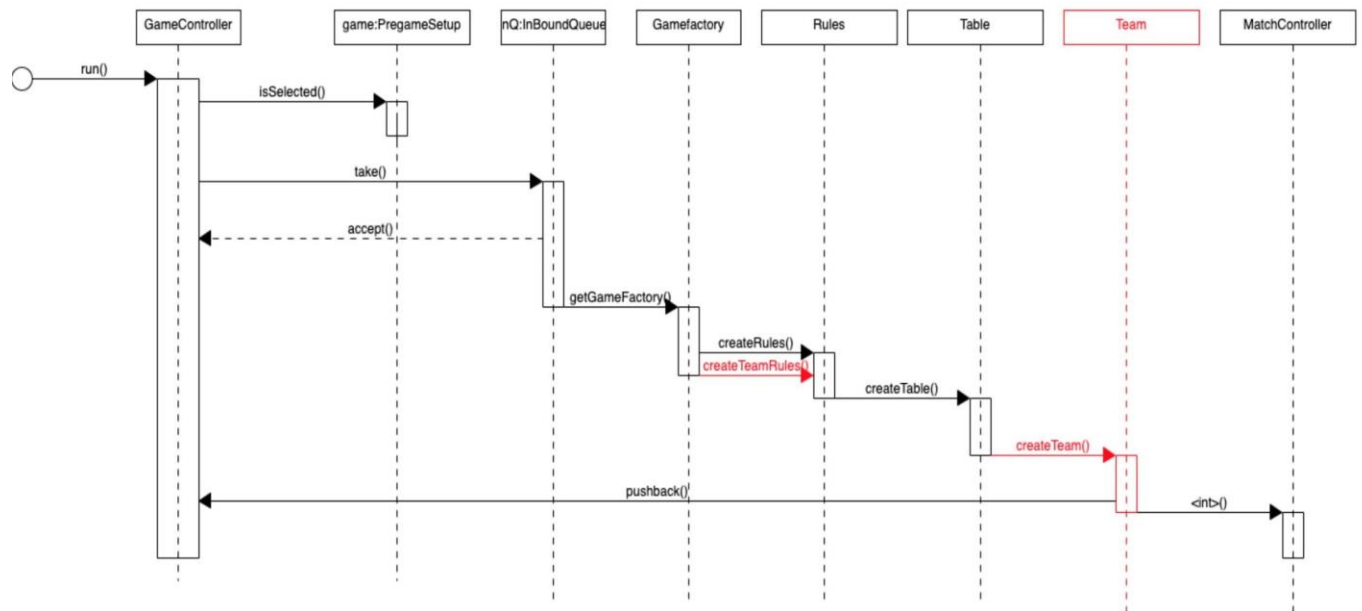 GameController
game:PregameSetup
nQ:InBoundQueue
Gamefactory
Rules
Table
Team
MatchController
run()
isSelected()
take()
accept()
getGameFactory()
createRules()
createTeamRules()
createTable()
createTeam()
pushback()
<int>()